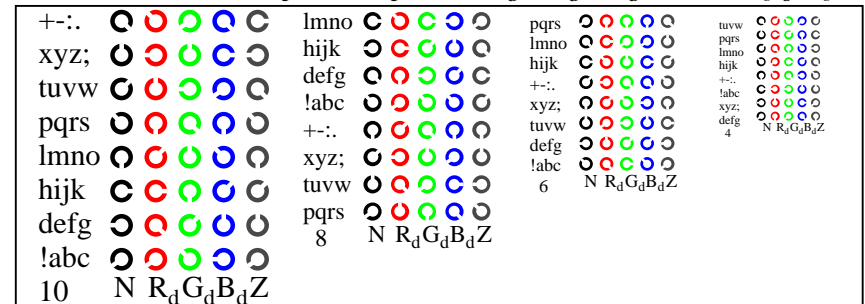 +-:.
xyz;
tuvw
pqrs
lmno
hijk
defg
!abc
10 N RdGdBdZ
lmno
hijk
defg
!abc
+-:.
xyz;
tuvw
pqrs
8 N RdGdBdZ
pqrs
lmno
hijk
+-:.
xyz;
tuvw
defg
!abc
6 N RdGdBdZ
tuvw
pqrs
lmno
hijk
+-:.
!abc
xyz;
defg
4 N RdGdBdZ